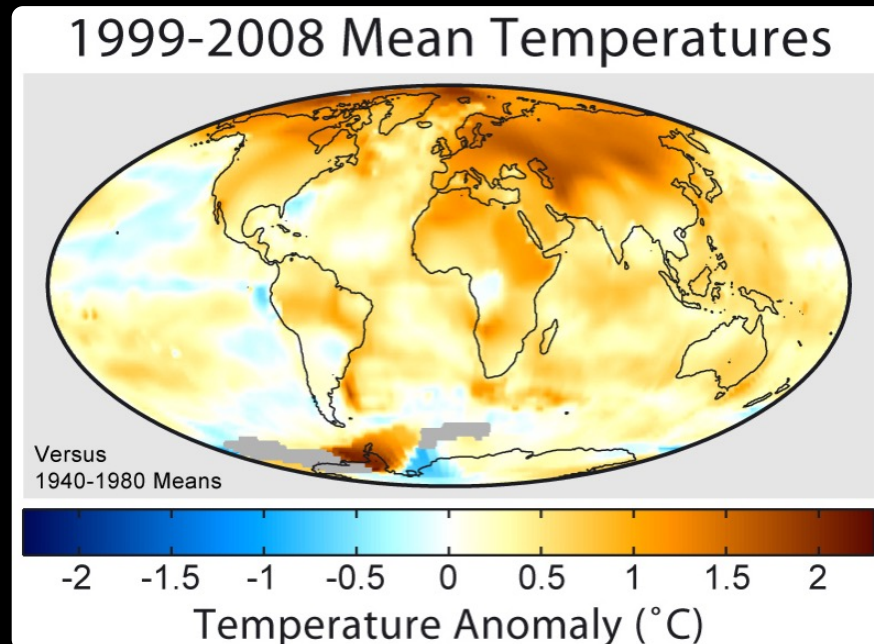 1999-2008 Mean Temperatures
Versus
1940-1980 Means
-2 -1.5 -1 -0.5 0 0.5 1 1.5 2
Temperature Anomaly (˚C)